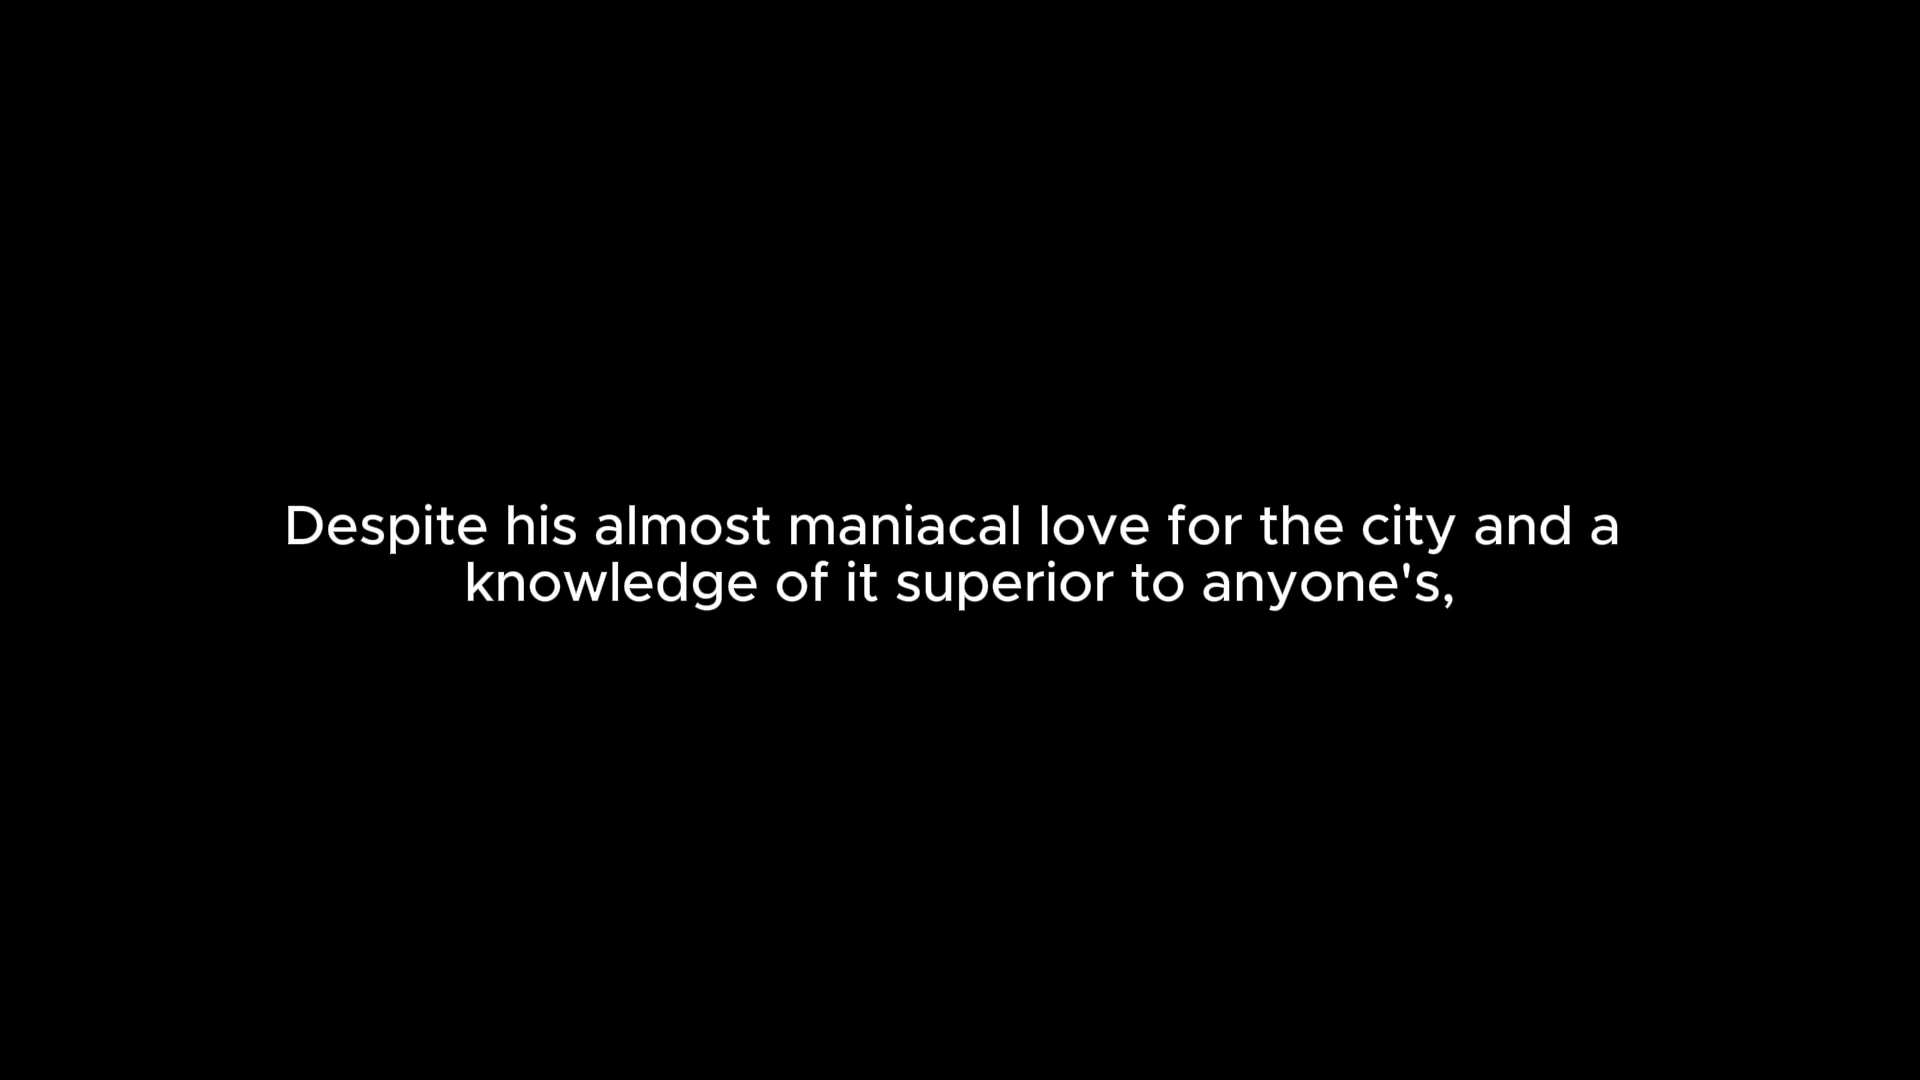 Despite his almost maniacal love for the city and a
knowledge of it superior to anyone's,